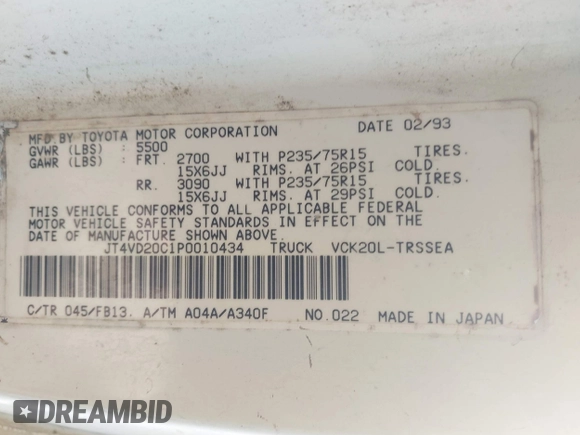 MFD.BY TOYOTA MOTOR CORPORATION DATE 02/93
GVWR (LBS) : 5500
GAWR (LBS) : FRT. 2700 WITH P235/75R15 TIRES.
15X6JJ RIMS. AT 26PSI COLD.
RR. 3090 WITH P235/75R15 TIRES.
15X6JJ RIMS. AT 29PSI COLD.
THIS VEHICLE CONFORMS TO ALL APPLICABLE FEDERAL
MOTOR VEHICLE SAFETY STANDARDS IN EFFECT ON THE
DATE OF MANUFACTURE SHOWN ABOVE.
JT4VD20C1P0010434 TRUCK VCK20L-TRSSEA
C/TR 045/FB13. A/TM A04A/A340F NO.022 MADE IN JAPAN
DREAMBID